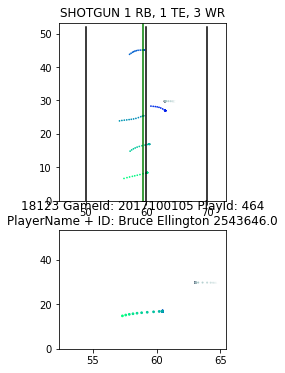 SHOTGUN 1 RB, 1 TE, 3 WR
50
40
30
20
10
0
50 60 70
18123 GameId: 2017100105 PlayId: 464
PlayerName + ID: Bruce Ellington 2543646.0
40
20
0
55 60 65